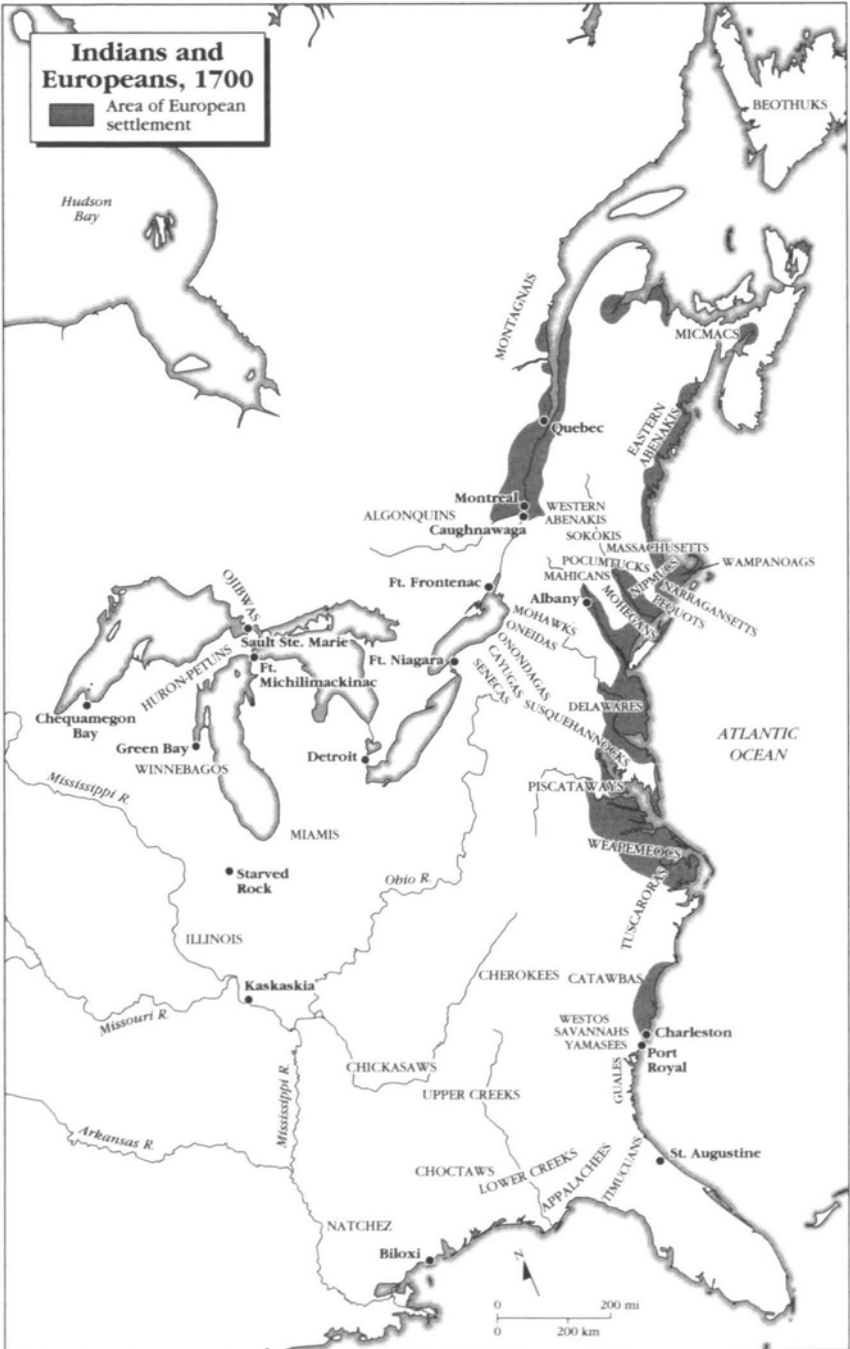 Indians and
Europeans, 1700
Area of European
settlement
BEOTHUKS
Hudson
Bay
MONTAGNAIS
MICMACS
EASTERN
ABENAKIS
Quebec
Montreal
ALGONQUINS
Caughnawaga
WESTERN
ABENAKIS
SOKOKIS
MASSACHUSETTS
POCUMTUCKS
WAMPANOAGS
MAHICANS
NIPMUCS
NARRAGANSETTS
Ft. Frontenac
Albany
MOHEGANS
PEQUOTS
OJIBWAS
MOHAWKS
ONEIDAS
Sault Ste. Marie
Ft. Niagara
ONONDAGAS
CAYUGAS
SENECAS
HURON-PETUNS
Ft.
Michilimackinac
SUSQUEHANNOCKS
DELAWARES
Chequamegon
Bay
Green Bay
WINNEBAGOS
Detroit
ATLANTIC
OCEAN
Mississippi R.
PISCATAWAYS
MIAMIS
WEAPEMEOCS
Starved
Rock
Ohio R.
TUSCARORAS
ILLINOIS
CHEROKEES
CATAWBAS
Kaskaskia
Missouri R.
WESTOS
SAVANNAHS
YAMASEES
Charleston
Port
Royal
CHICKASAWS
GUALES
Mississippi R.
UPPER CREEKS
Arkansas R.
CHOCTAWS
LOWER CREEKS
APPALACHEES
TIMUCUANS
St. Augustine
NATCHEZ
Biloxi
N
0 200 mi
0 200 km